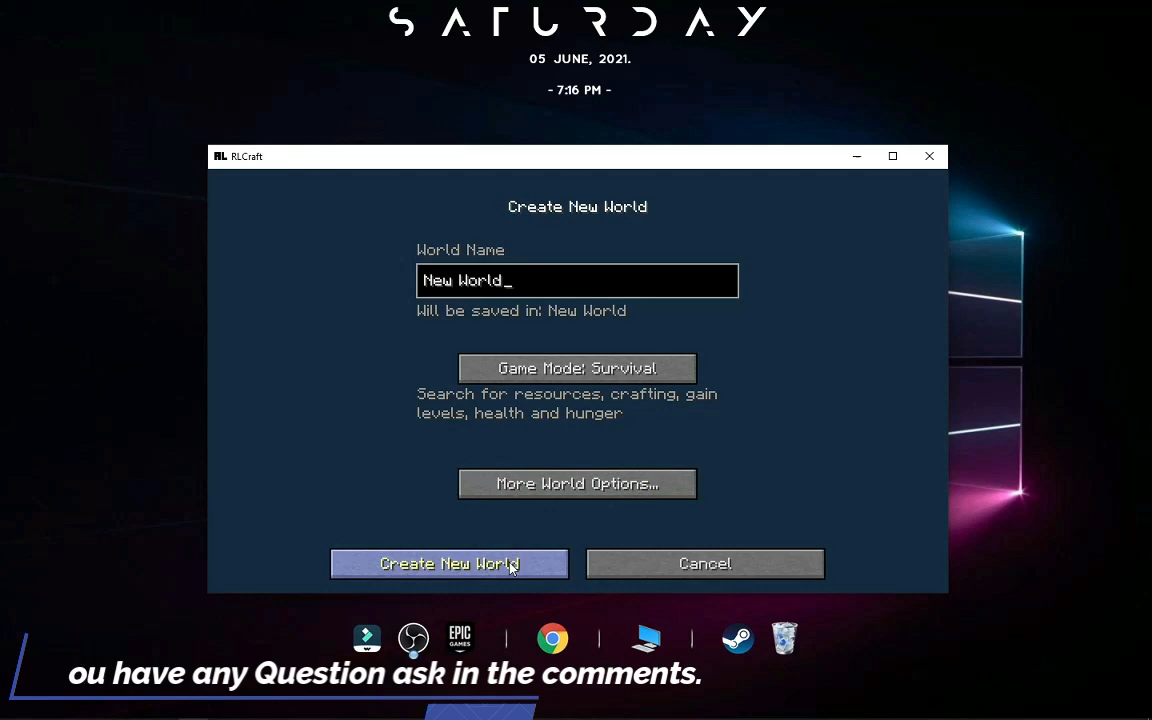 SATURDAY
05 JUNE, 2021.
- 7:16 PM -
RL RLCraft
Create New World
World Name
New World_
Will be saved in: New World
Game Mode: Survival
Search for resources, crafting, gain
levels, health and hunger
More World Options...
Create New World
Cancel
EPIC
GAMES
ou have any Question ask in the comments.